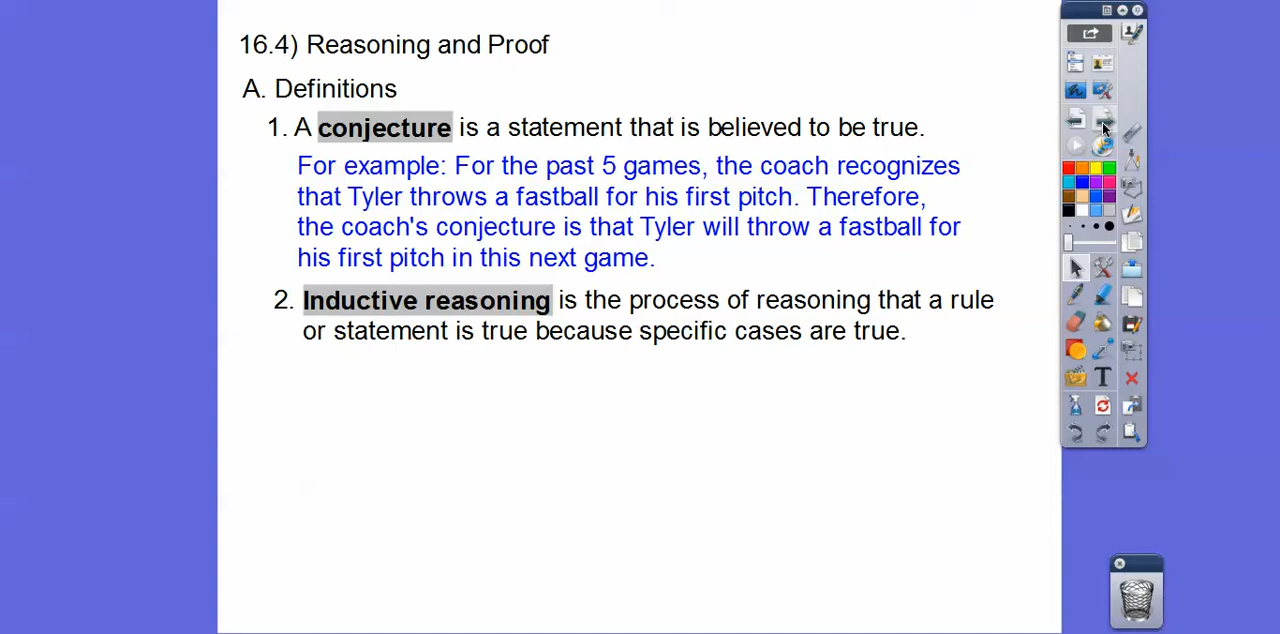 16.4) Reasoning and Proof
A. Definitions
1. A conjecture is a statement that is believed to be true.
For example: For the past 5 games, the coach recognizes
that Tyler throws a fastball for his first pitch. Therefore,
the coach's conjecture is that Tyler will throw a fastball for
his first pitch in this next game.
2. Inductive reasoning is the process of reasoning that a rule
or statement is true because specific cases are true.